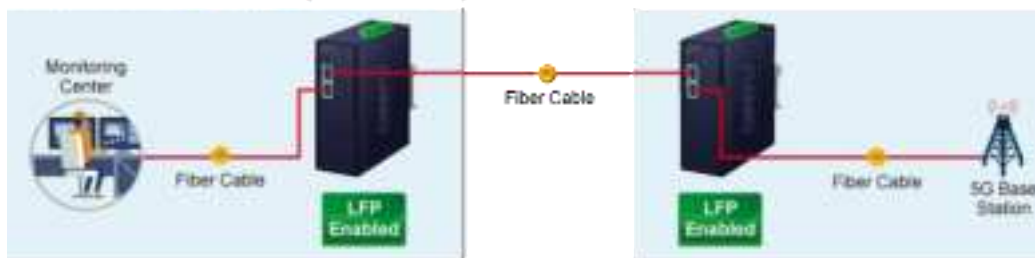 Monitoring
Center
Fiber Cable
LFP
Enabled
Fiber Cable
LFP
Enabled
Fiber Cable
5G Base
Station